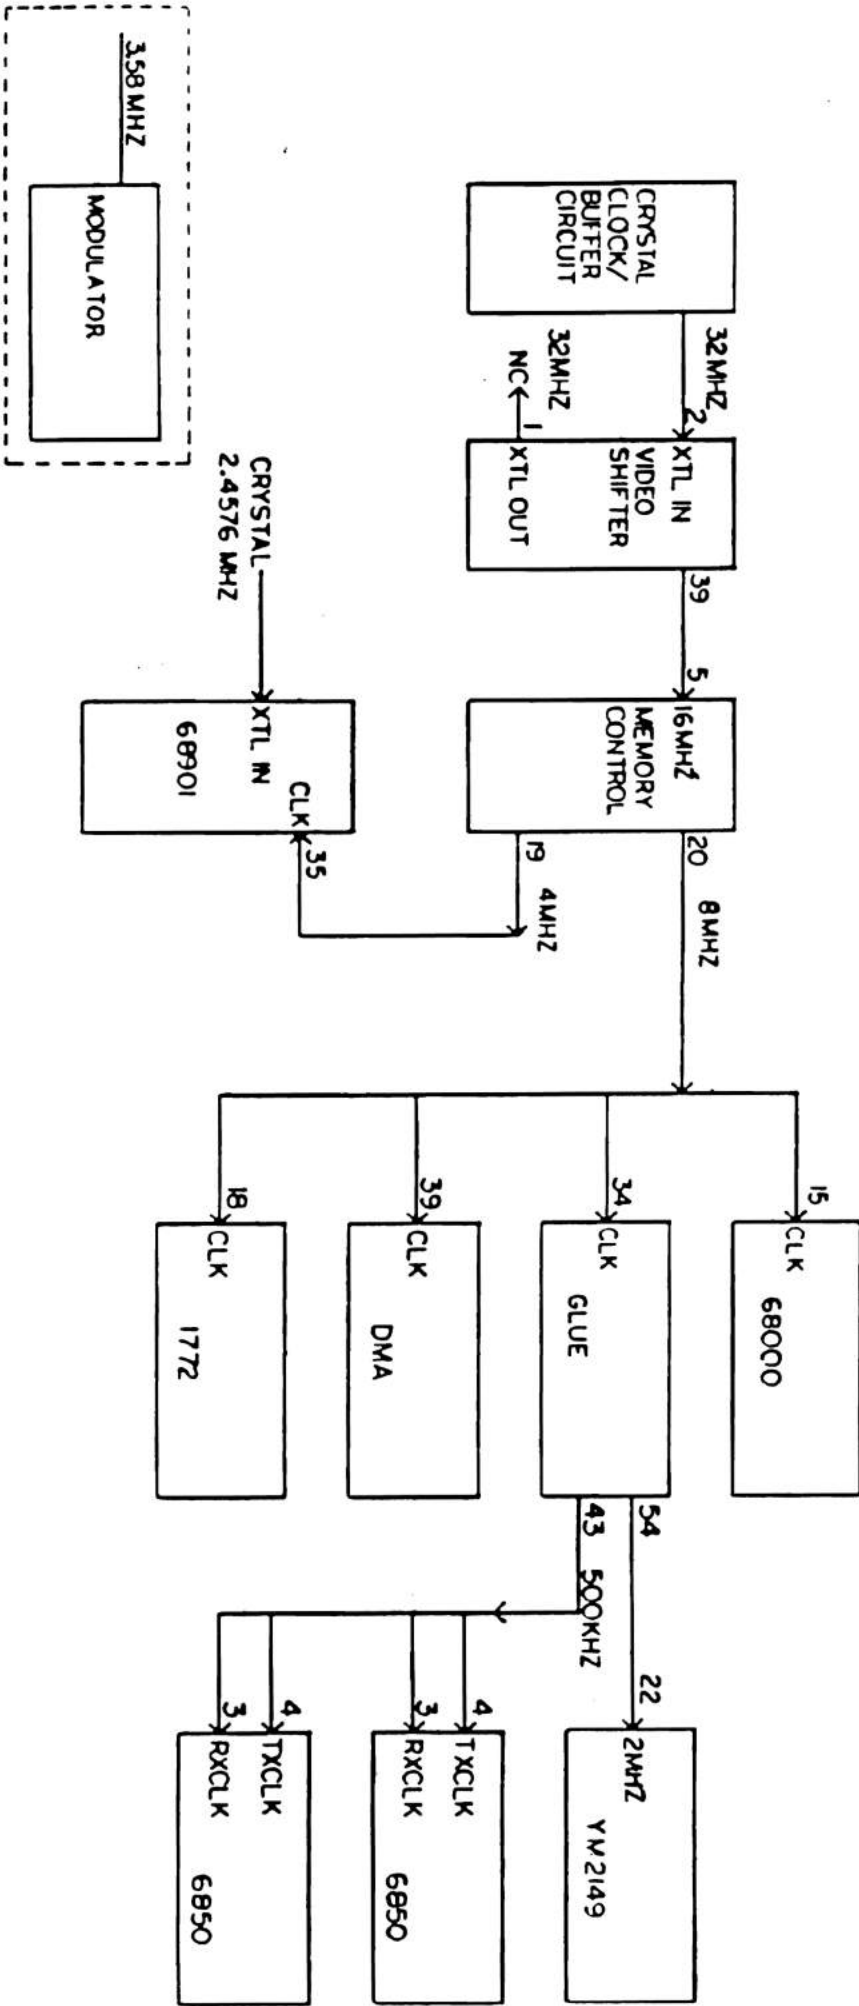 3.58 MHZ
MODULATOR
CRYSTAL
CLOCK/
BUFFER
CIRCUIT
32MHZ
2
XTL IN
VIDEO
SHIFTER
XTL OUT
1
NC
32MHZ
39
5
16MHZ
MEMORY
CONTROL
20
8MHZ
19
4MHZ
CRYSTAL
2.4576 MHZ
XTL IN
CLK
35
68901
15
CLK
68000
34
CLK
GLUE
39
CLK
DMA
18
CLK
1772
54
43
500KHZ
22
2MHZ
YM2149
4
TXCLK
3
RXCLK
6850
4
TXCLK
3
RXCLK
6850